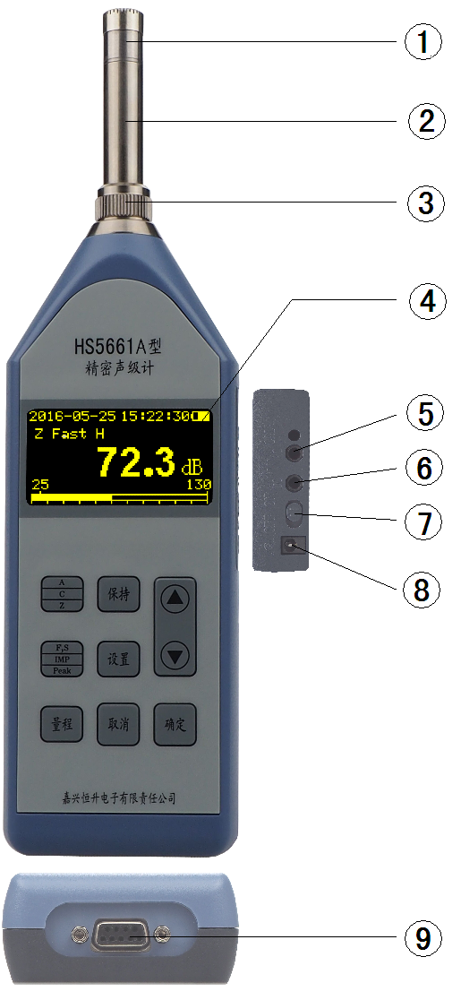 1
2
3
4
HS5661A型
精密声级计
2016-05-25 15:22:30
Z Fast H
72.3 dB
25 130
5
6
7
8
A
C
Z
保持
F,S
IMP
Peak
设置
量程
取消
确定
嘉兴恒升电子有限责任公司
9